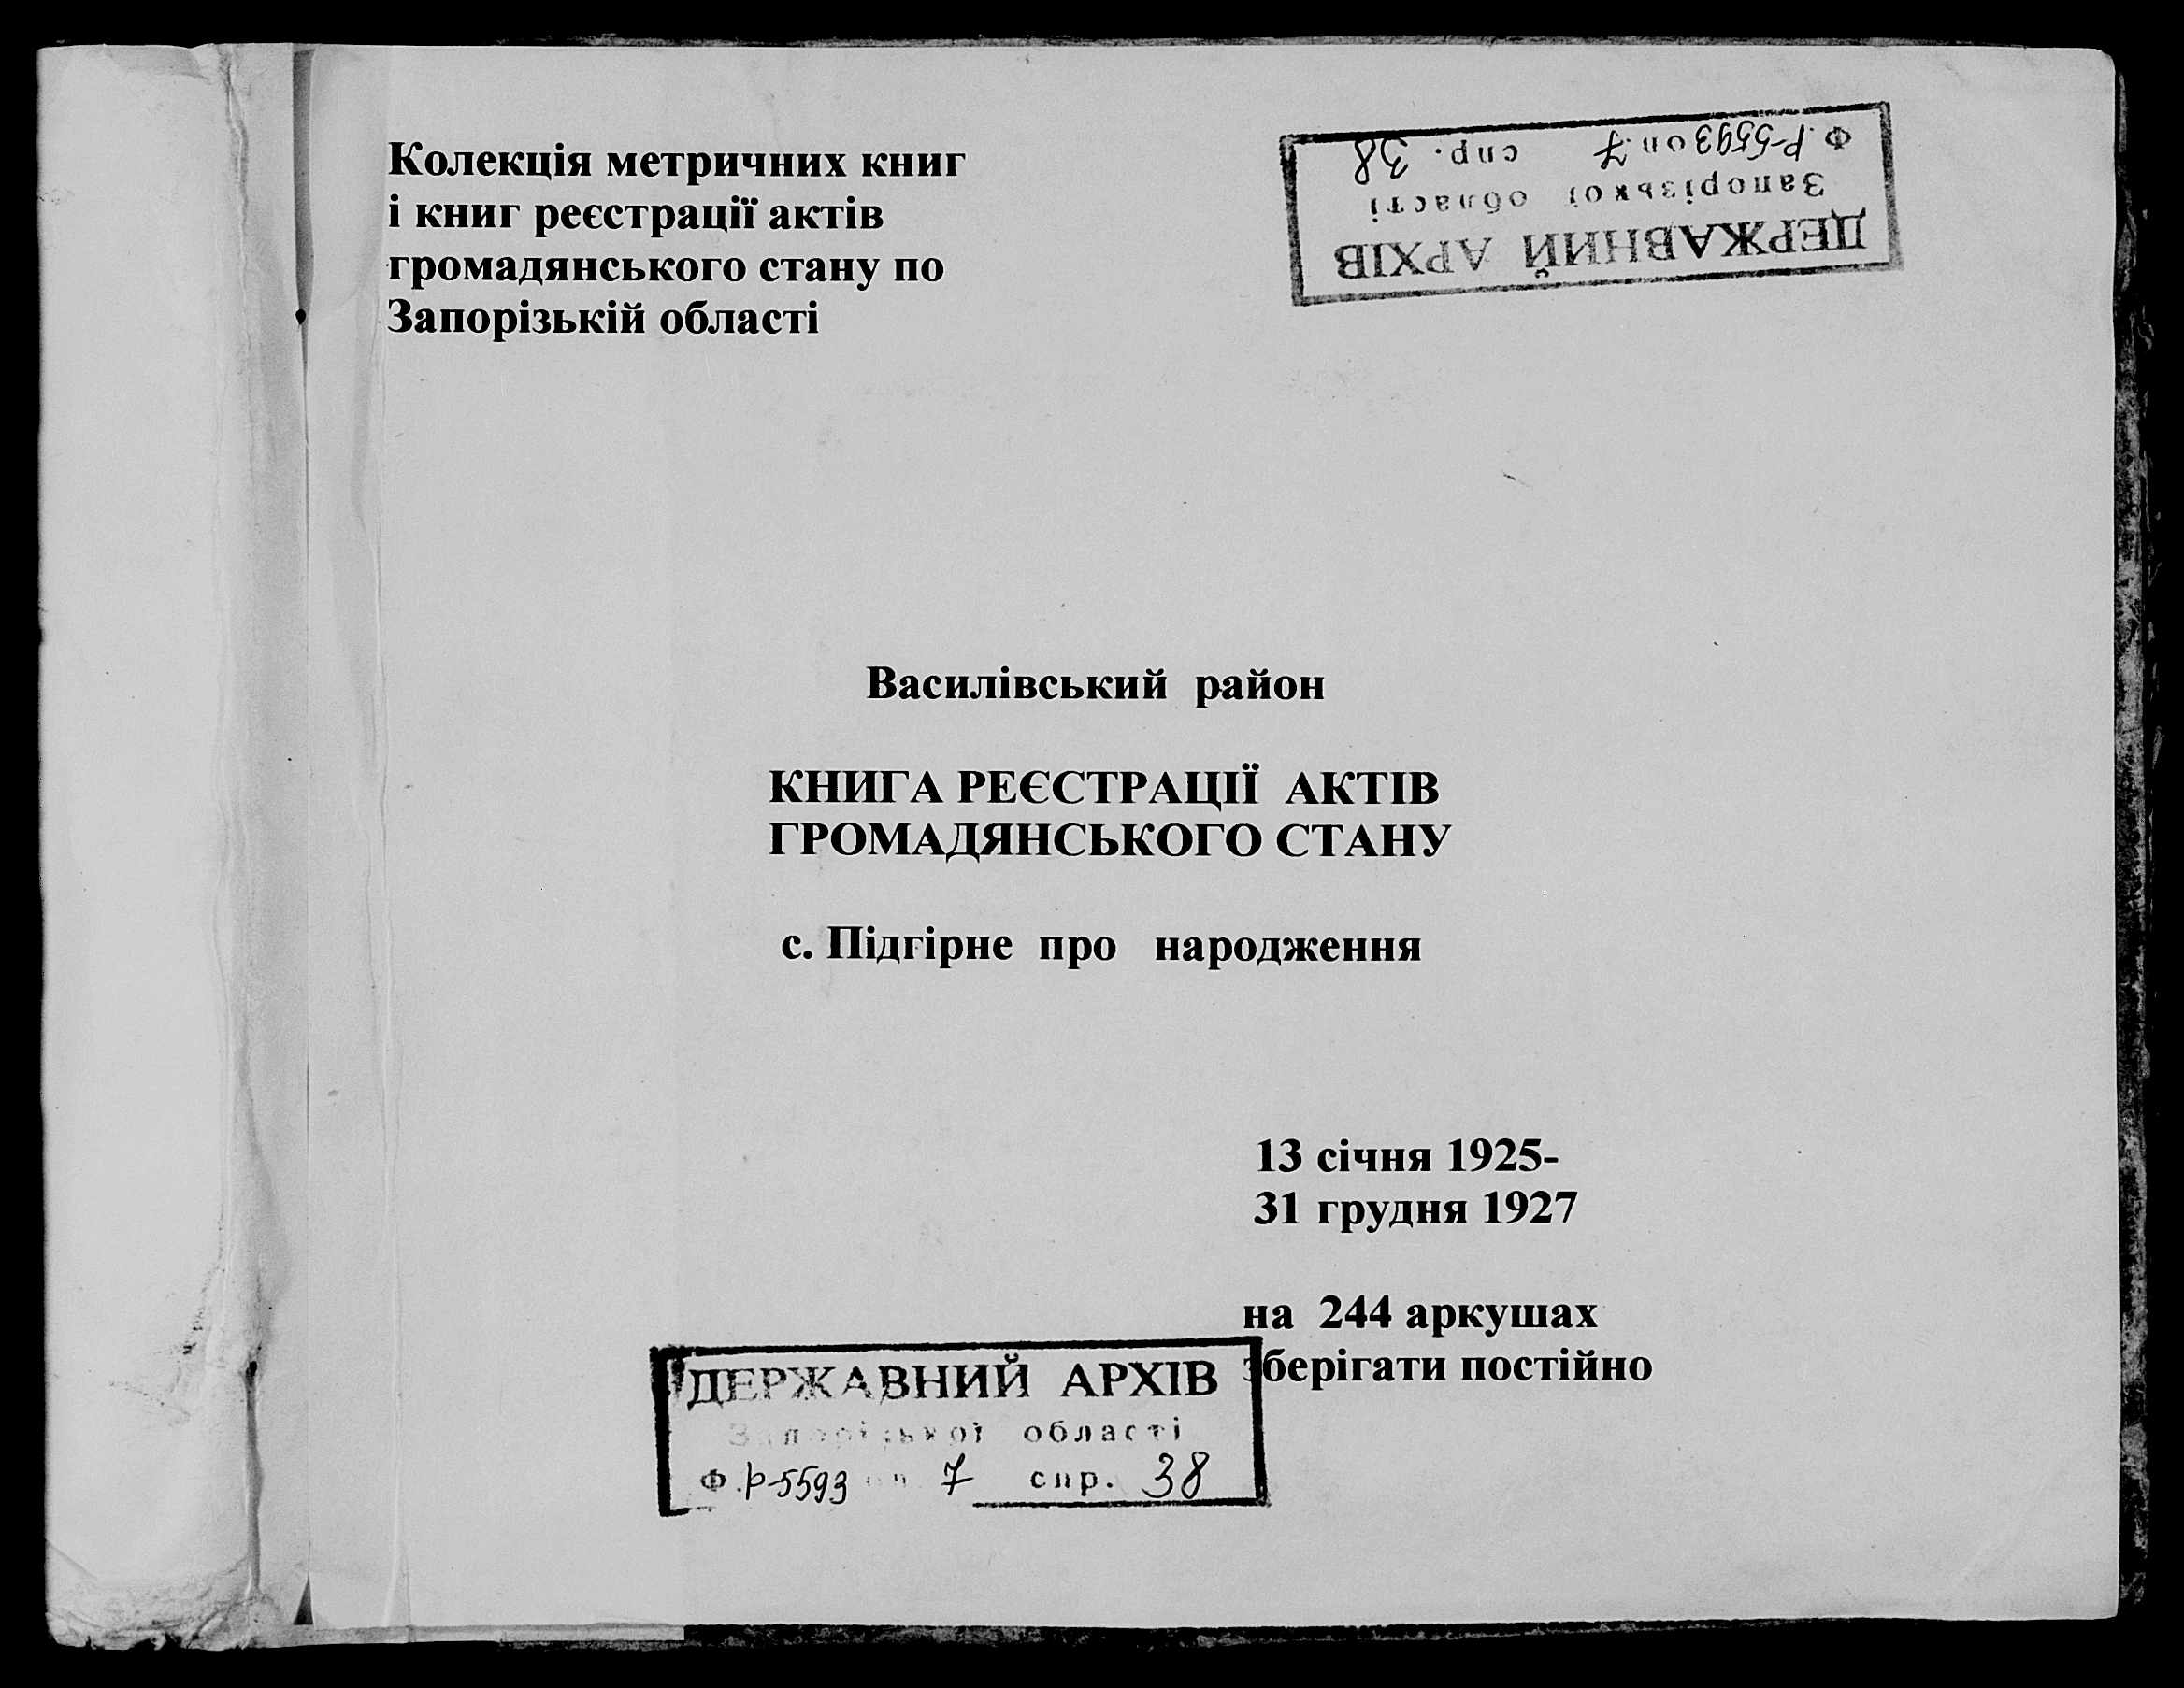 Колекція метричних книг
і книг реєстрації актів
громадянського стану по
Запорізькій області
ДЕРЖАВНИЙ АРХІВ
Запорізької області
Ф. Р-5593 оп. 7 спр. 38
Василівський район
КНИГА РЕЄСТРАЦІЇ АКТІВ
ГРОМАДЯНСЬКОГО СТАНУ
с. Підгірне про народження
13 січня 1925-
31 грудня 1927
на 244 аркушах
зберігати постійно
ДЕРЖАВНИЙ АРХІВ
Запорізької області
Ф. Р-5593 оп. 7 спр. 38